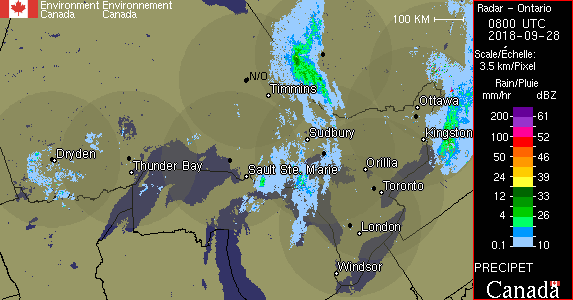 Environment Environnement
Canada Canada
100 KM
N/O
Timmins
Ottawa
Sudbury
Kingston
Dryden
Thunder Bay
Sault Ste. Marie
Orillia
Toronto
London
Windsor
Radar - Ontario
0800 UTC
2018-09-28
Scale/Échelle:
3.5 km/Pixel
Rain/Pluie
mm/hr dBZ
200 61
100 52
50 46
24 39
12 33
4 26
0.1 10
PRECIPET
Canada